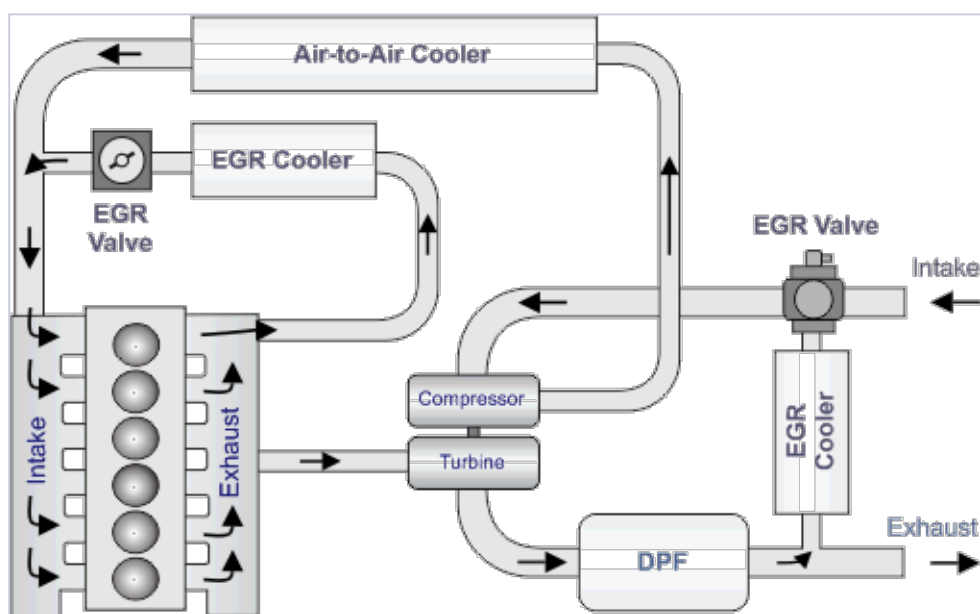 Air-to-Air Cooler
EGR Cooler
EGR
Valve
EGR Valve
Intake
Compressor
Turbine
Intake
Exhaust
EGR
Cooler
DPF
Exhaust